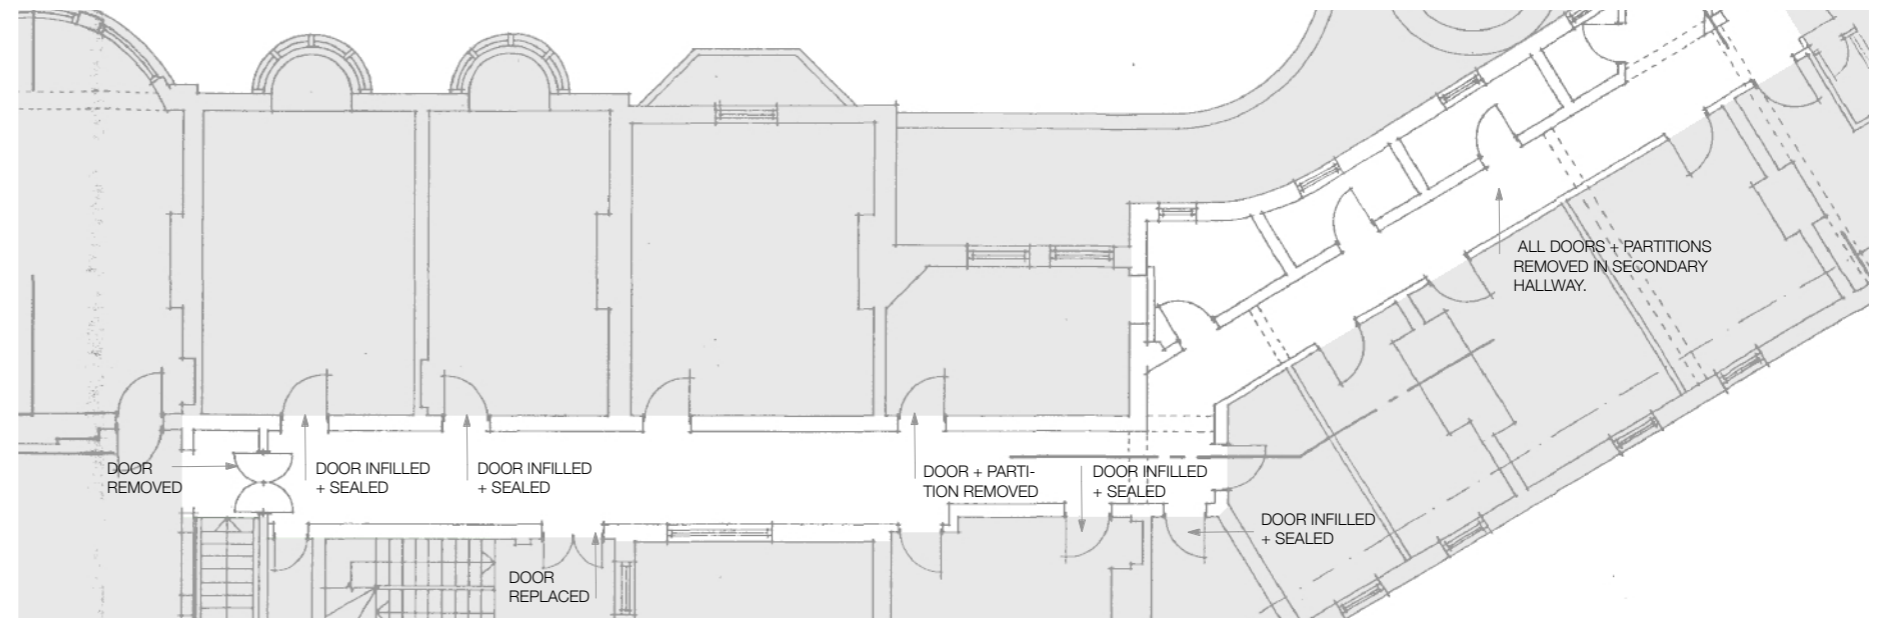 ALL DOORS + PARTITIONS
REMOVED IN SECONDARY
HALLWAY.
DOOR
REMOVED
DOOR INFILLED
+ SEALED
DOOR INFILLED
+ SEALED
DOOR + PARTI-
TION REMOVED
DOOR INFILLED
+ SEALED
DOOR INFILLED
+ SEALED
DOOR
REPLACED